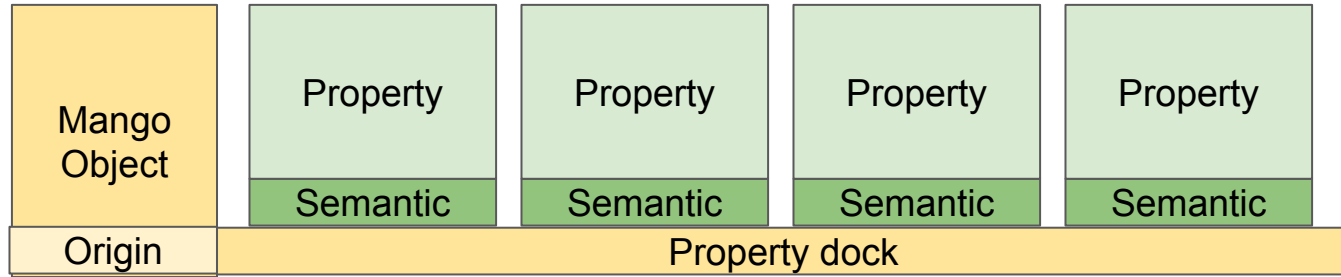 Mango
Object
Property
Property
Property
Property
Semantic
Semantic
Semantic
Semantic
Origin
Property dock